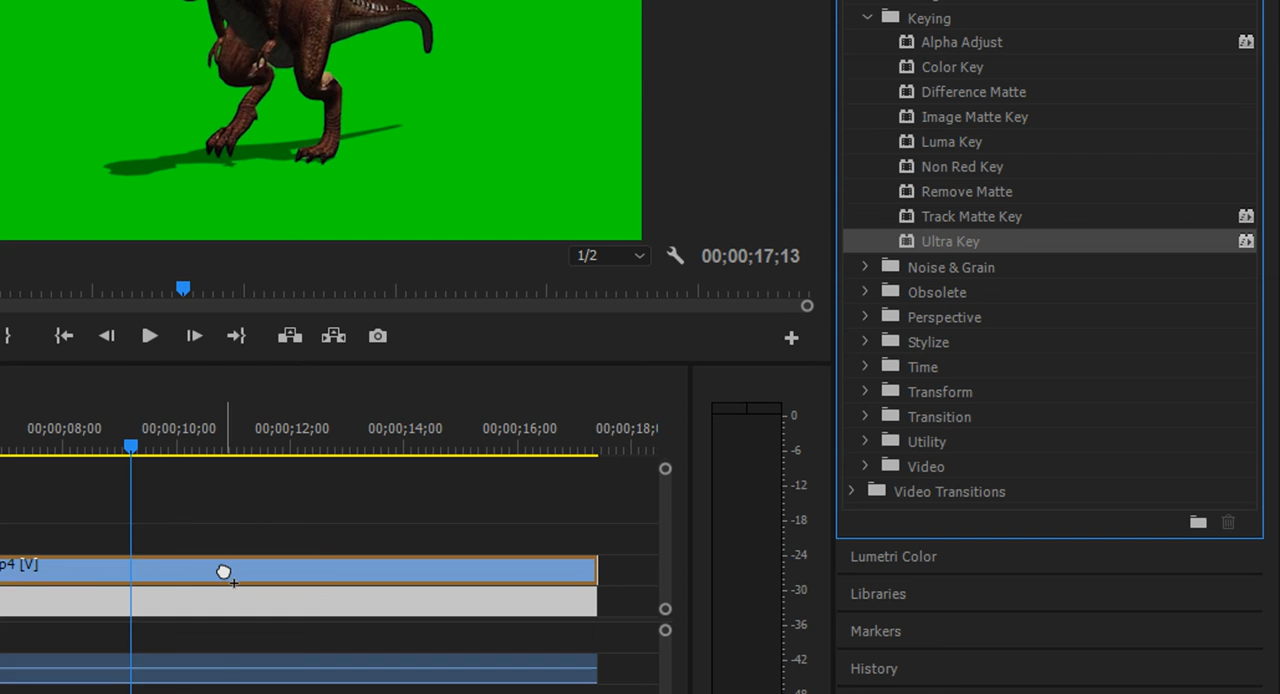 Keying
Alpha Adjust
Color Key
Difference Matte
Image Matte Key
Luma Key
Non Red Key
Remove Matte
Track Matte Key
Ultra Key
Noise & Grain
Obsolete
Perspective
Stylize
Time
Transform
Transition
Utility
Video
Video Transitions
Lumetri Color
Libraries
Markers
History
1/2
00;00;17;13
00;00;08;00
00;00;10;00
00;00;12;00
00;00;14;00
00;00;16;00
00;00;18;0
p4 [V]
0
-6
-12
-18
-24
-30
-36
-42
-48